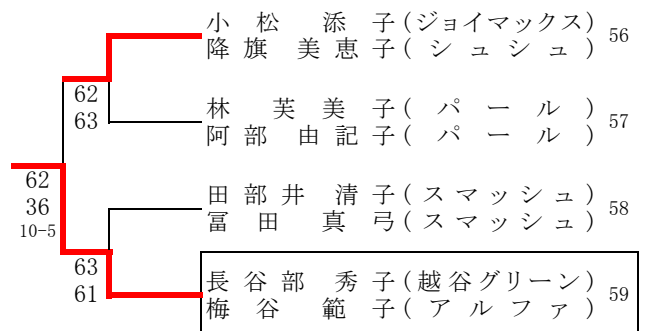 小松 添子(ジョイマックス) 56
降旗 美恵子(シュシュ)
62
63
林 芙美子(パール) 57
阿部 由記子(パール)
62
36
10-5
田部井 清子(スマッシュ) 58
冨田 真弓(スマッシュ)
63
61
長谷部 秀子(越谷グリーン) 59
梅谷 範子(アルファ)